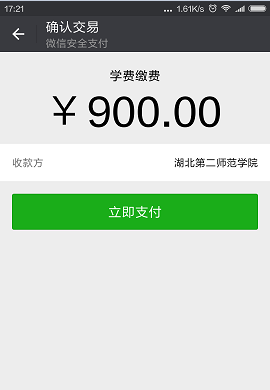 17:21 ... 1.61K/s
确认交易
微信安全支付
学费缴费
￥900.00
收款方 湖北第二师范学院
立即支付